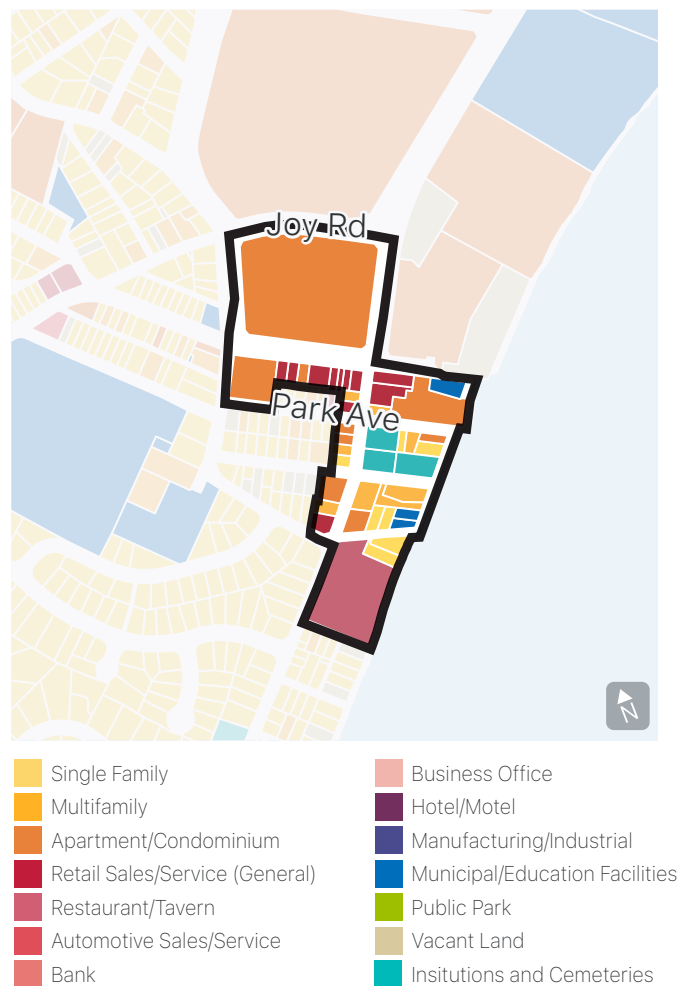 Joy Rd
Park Ave
N
Single Family
Multifamily
Apartment/Condominium
Retail Sales/Service (General)
Restaurant/Tavern
Automotive Sales/Service
Bank
Business Office
Hotel/Motel
Manufacturing/Industrial
Municipal/Education Facilities
Public Park
Vacant Land
Insitutions and Cemeteries